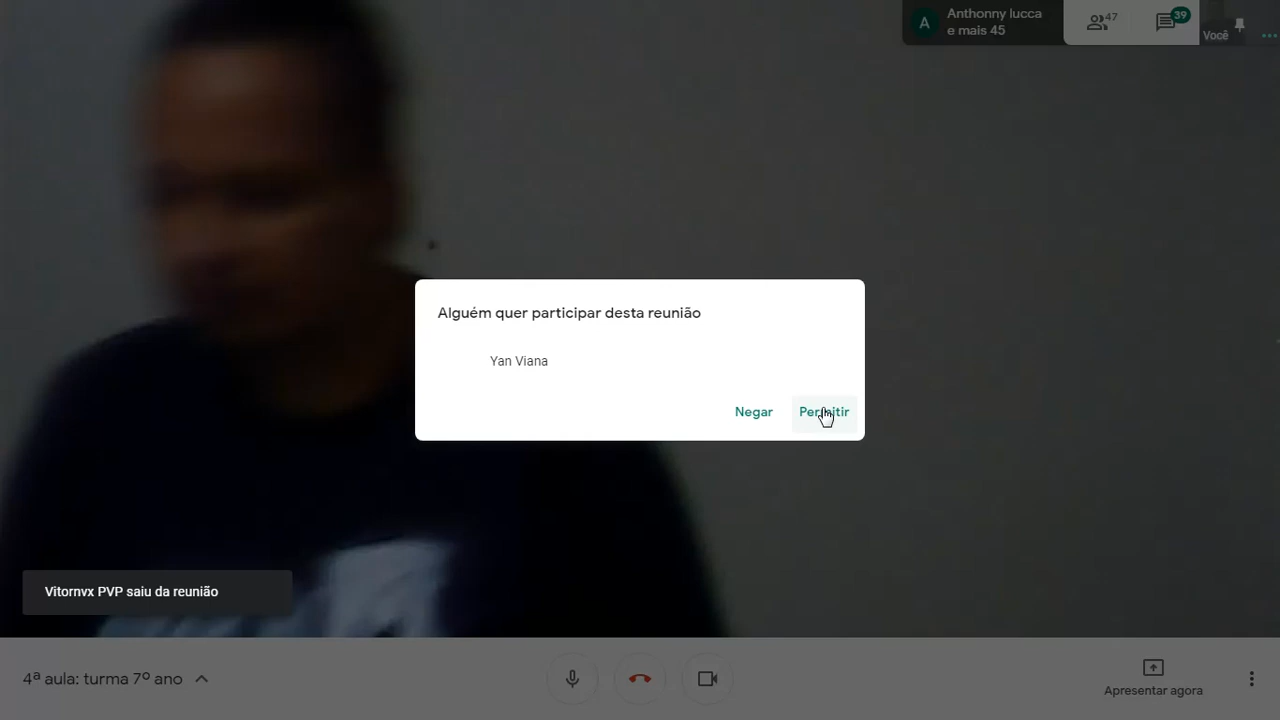 A
Anthonny lucca
e mais 45
47
39
Você
Alguém quer participar desta reunião
Yan Viana
Negar
Permitir
Vitornvx PVP saiu da reunião
4ª aula: turma 7º ano
Apresentar agora